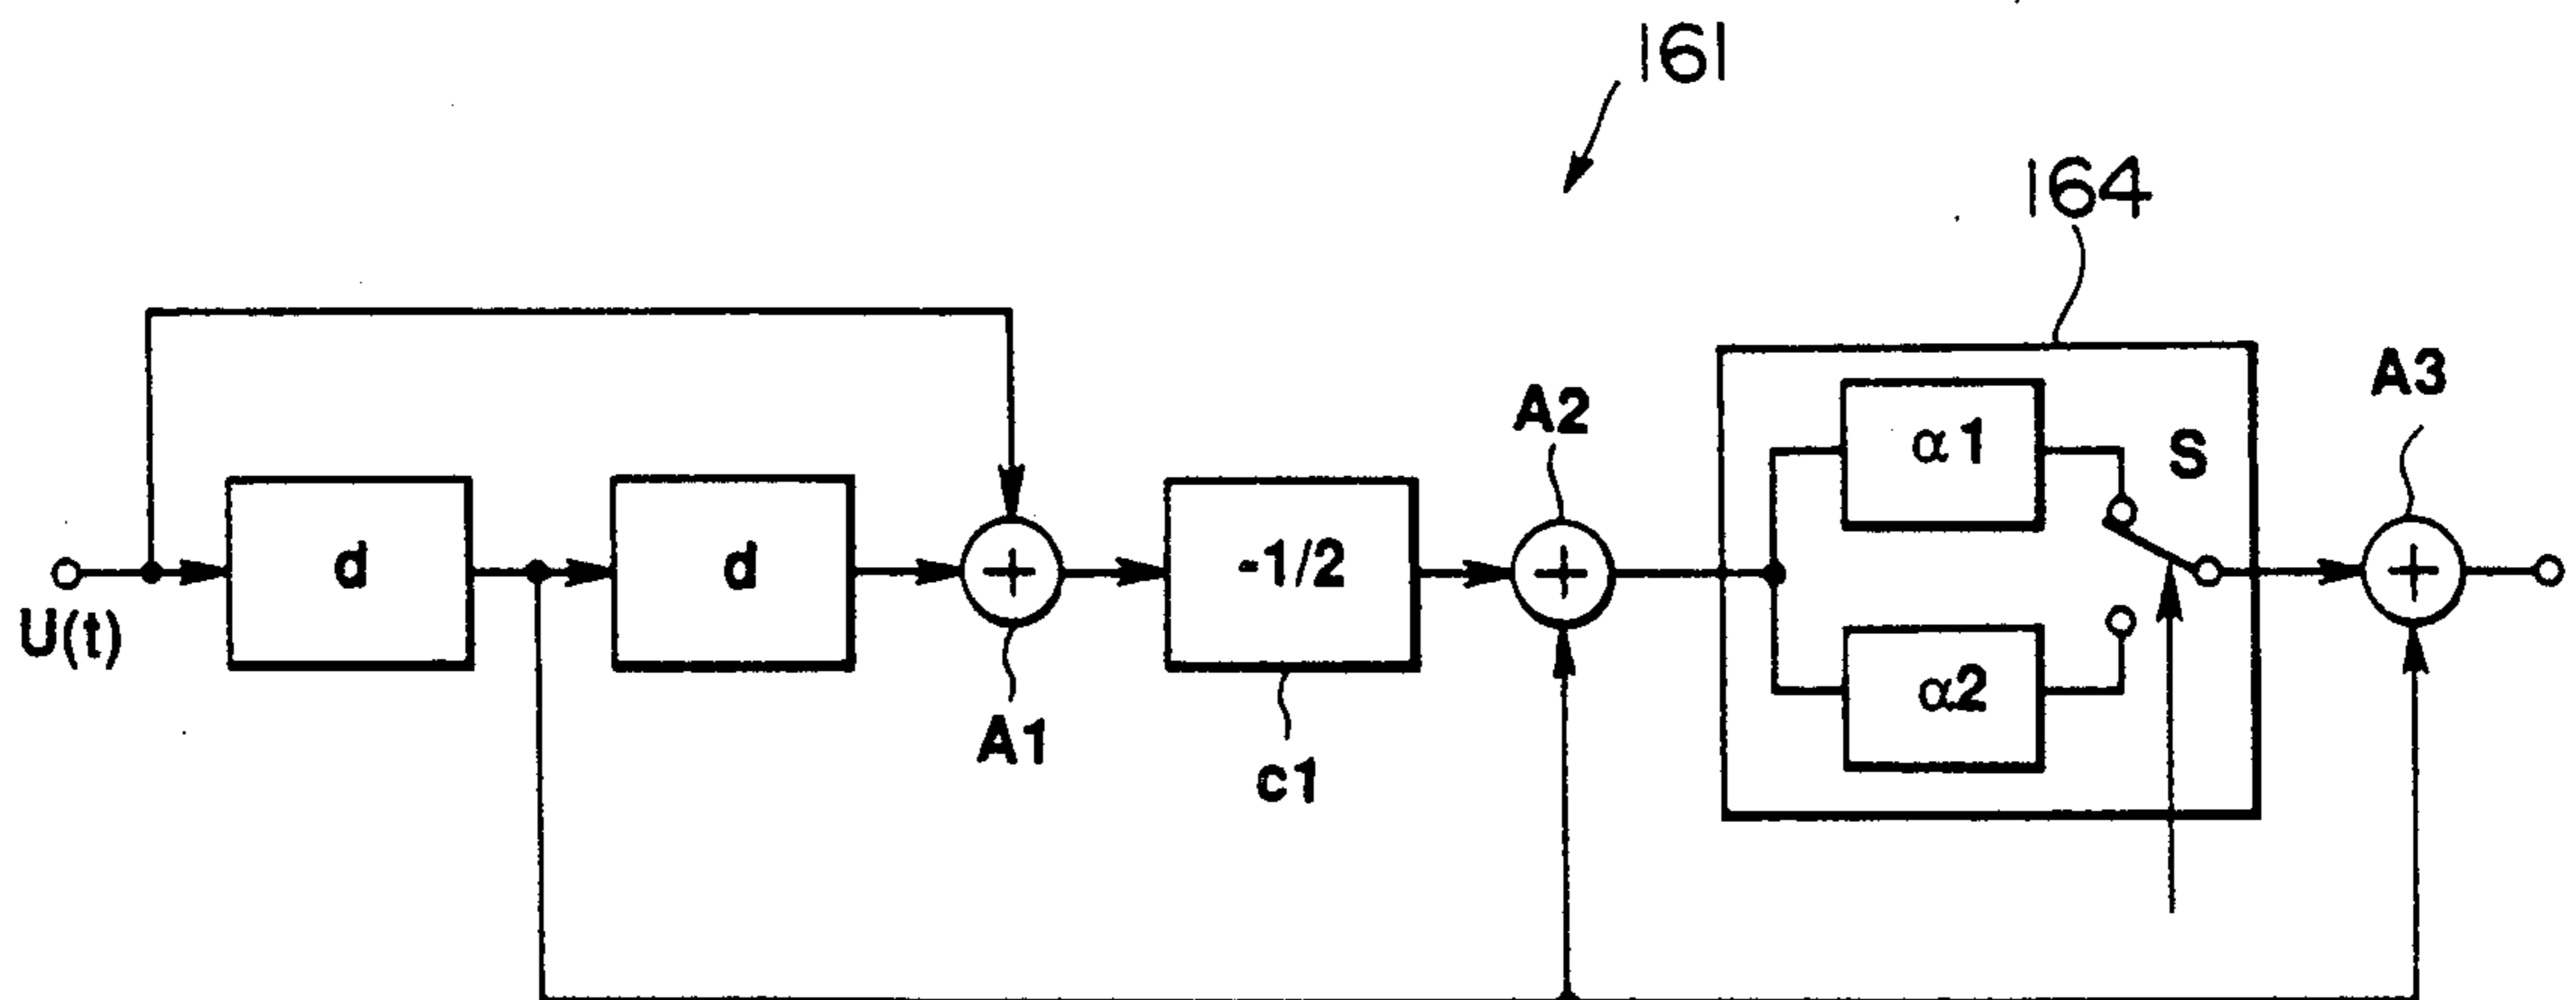 161
164
A3
A2
α1
S
d
d
+
-1/2
+
+
U(t)
α2
A1
c1